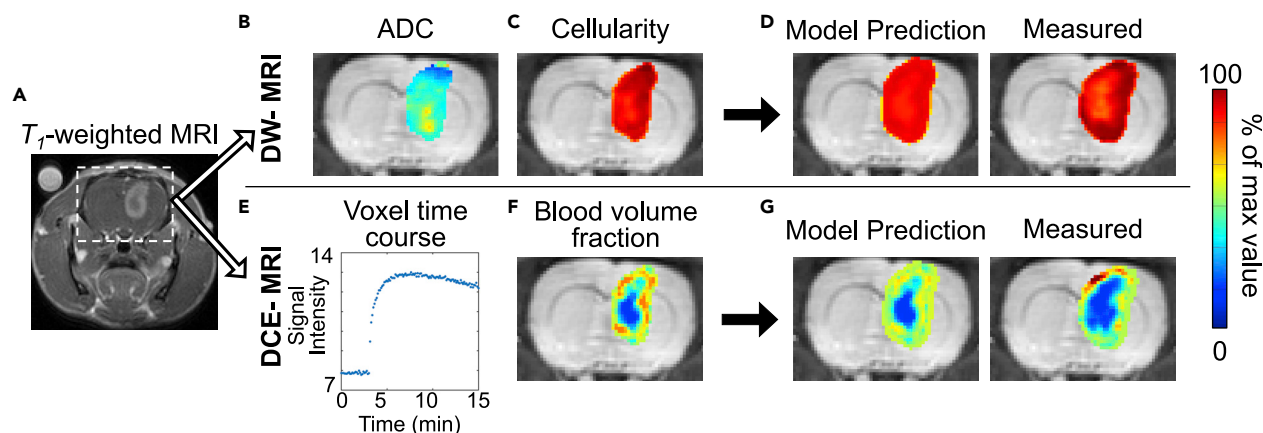 A
T1-weighted MRI
DW- MRI
B
ADC
C
Cellularity
D
Model Prediction
Measured
DCE- MRI
E
Voxel time
course
14
Signal
Intensity
7
0
5
10
15
Time (min)
F
Blood volume
fraction
G
Model Prediction
Measured
100
% of max value
0